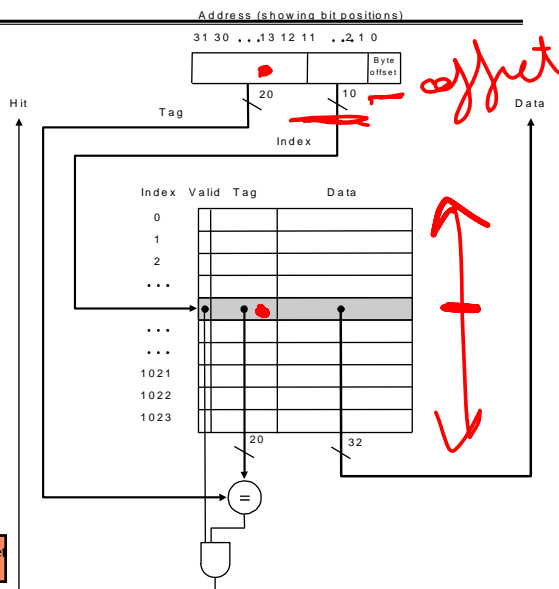 Address (showing bit positions)
31 30 ...13 12 11 ...2 1 0
Byte
offset
offset
Hit
Tag
20
10
Data
Index
Index Valid Tag Data
0
1
2
...
...
...
1021
1022
1023
20
32
=